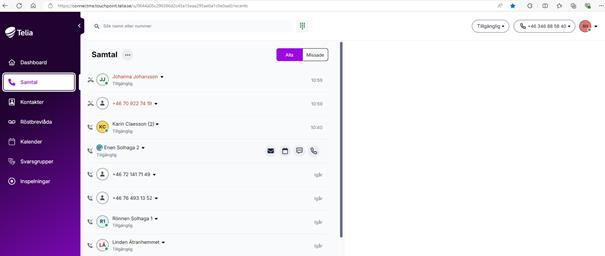 https://connectme.touchpoint.telia.se/
/recents
Telia
Sök namn eller nummer
Tillgänglig
+46 346 88 58 40
Dashboard
Samtal
Kontakter
Röstbrevlåda
Kalender
Svarsgrupper
Inspelningar
Samtal
Alla
Missade
JJ
Johanna Johansson
Tillgänglig
10:59
+46 70 922 74 19
10:59
KC
Karin Claesson (2)
Tillgänglig
10:40
Enen Solhaga 2
Tillgänglig
+46 72 141 71 49
Igår
+46 76 493 13 52
Igår
R1
Rönnen Solhaga 1
Tillgänglig
Igår
LÄ
Linden Ätranhemmet
Tillgänglig
Igår